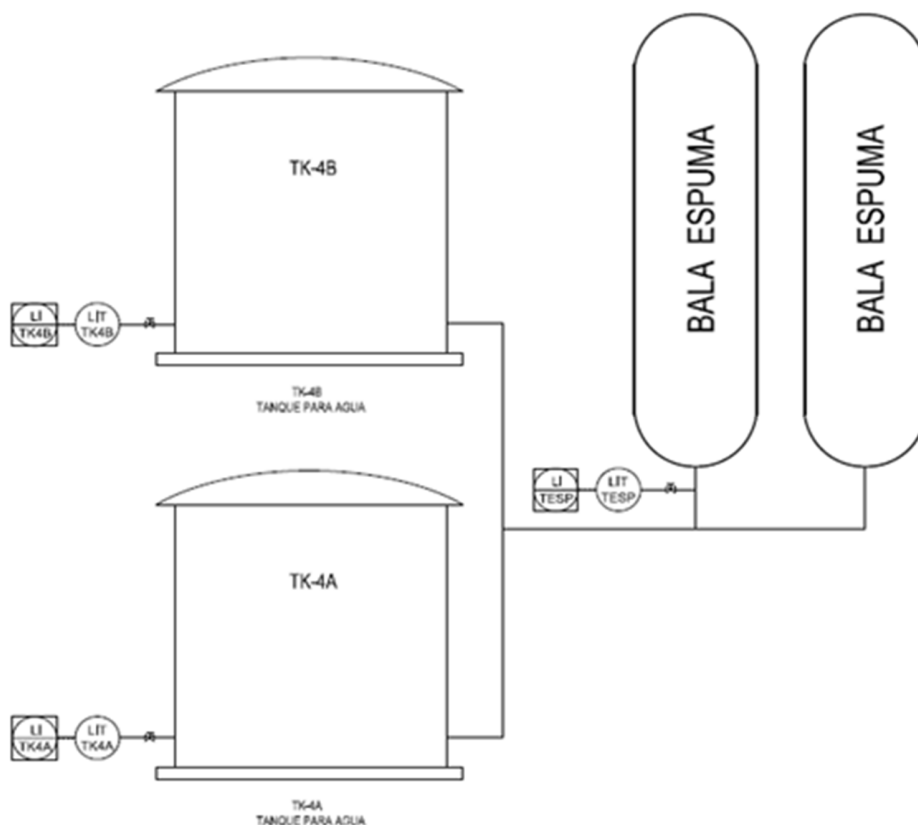 TK-4B
LI
TK4B
LIT
TK4B
TK-4B
TANQUE PARA AGUA
BALA ESPUMA
BALA ESPUMA
LI
TESP
LIT
TESP
TK-4A
LI
TK4A
LIT
TK4A
TK-4A
TANQUE PARA AGUA